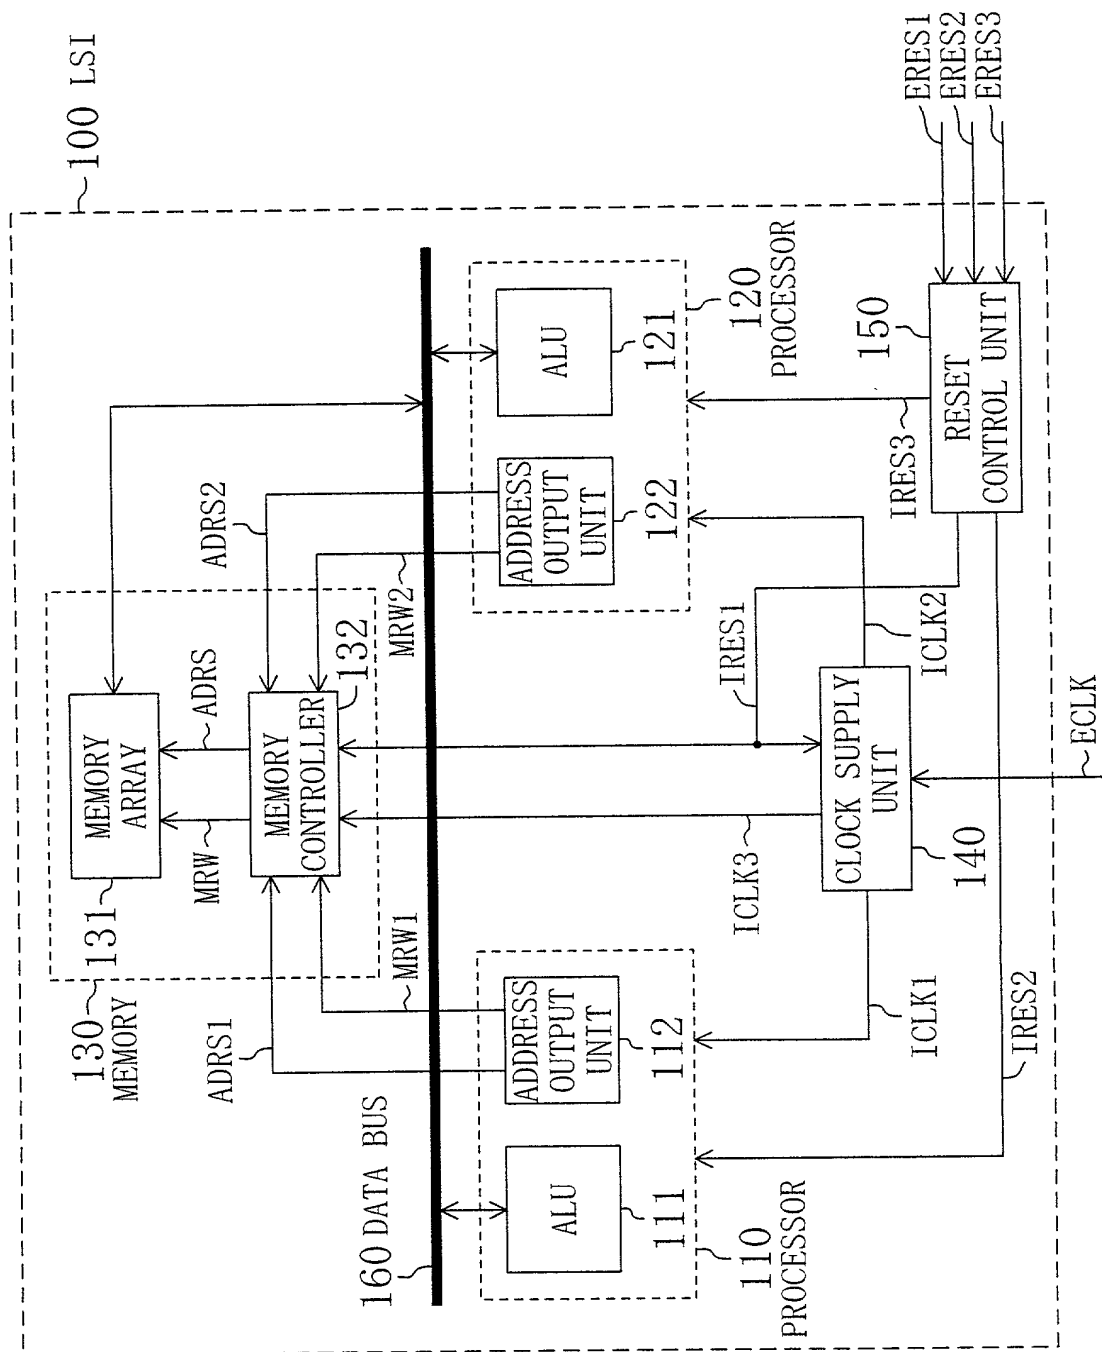 100 LSI
130
MEMORY
131
MEMORY
ARRAY
MRW
ADRS
ADRS1
MRW1
MEMORY
CONTROLLER
132
ADRS2
MRW2
160 DATA BUS
ALU
111
ADDRESS
OUTPUT
UNIT
112
110
PROCESSOR
ADDRESS
OUTPUT
UNIT
122
ALU
121
120
PROCESSOR
ICLK3
IRES1
ICLK1
CLOCK SUPPLY
UNIT
140
ICLK2
IRES3
150
RESET
CONTROL UNIT
IRES2
ECLK
ERES1
ERES2
ERES3